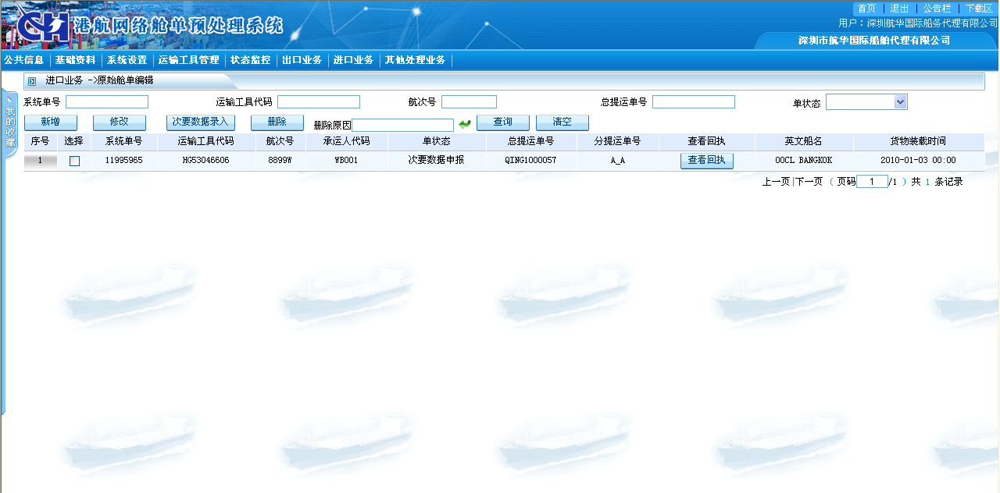 首页 | 退出 | 公告栏 | 下载区
CH 港航网络舱单预处理系统
用户：深圳航华国际船务代理有限公司
深圳市航华国际船舶代理有限公司
公共信息 基础资料 系统设置 运输工具管理 状态监控 出口业务 进口业务 其他处理业务
进口业务 ->原始舱单编辑
我的收藏
系统单号 运输工具代码 航次号 总提运单号 单状态
新增 修改 次要数据录入 删除 删除原因 查询 清空
序号 选择 系统单号 运输工具代码 航次号 承运人代码 单状态 总提运单号 分提运单号 查看回执 英文船名 货物装载时间
1 11995965 HG53046606 8899W WB001 次要数据申报 QING1000057 A_A 查看回执 OOCL BANGKOK 2010-01-03 00:00
上一页|下一页 ( 页码 1 /1 ) 共 1 条记录